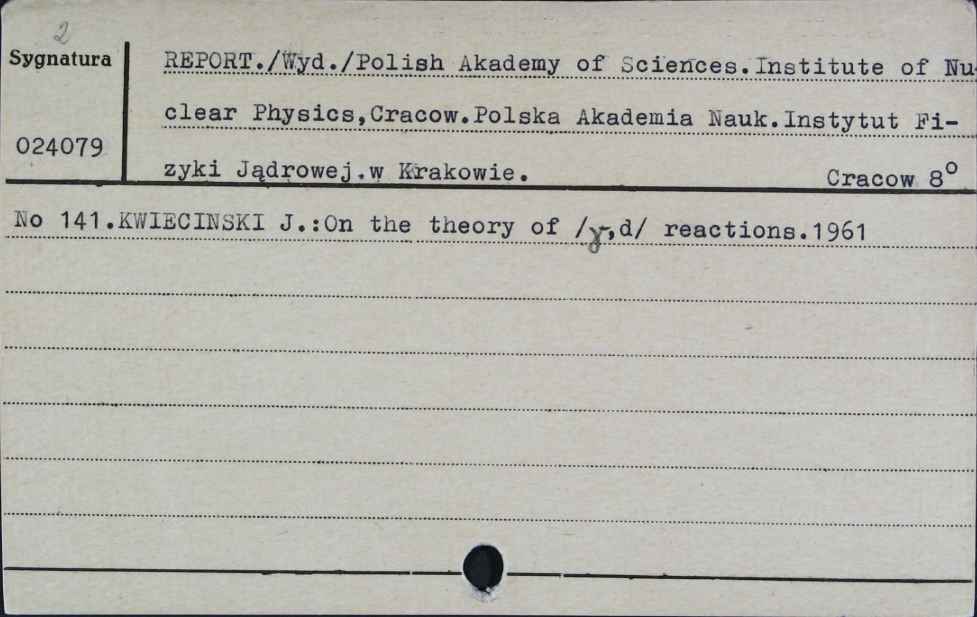 2
Sygnatura
REPORT./Wyd./Polish Akademy of Sciences.Institute of Nu-
clear Physics,Cracow.Polska Akademia Nauk.Instytut Fi-
024079
zyki Jądrowej.w Krakowie. Cracow 8°
No 141.KWIECINSKI J.:On the theory of /γ,d/ reactions.1961